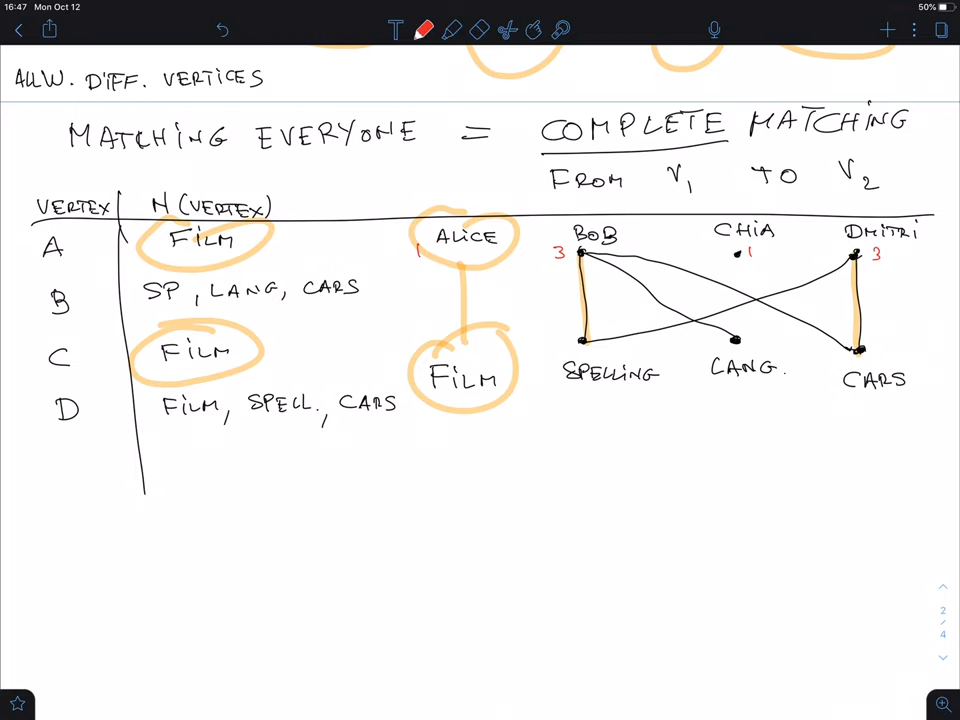 16:47 Mon Oct 12
50%
ALLW. DIFF. VERTICES
MATCHING EVERYONE = COMPLETE MATCHING
FROM V1 TO V2
VERTEX N (VERTEX)
A FILM
B SP, LANG, CARS
C FILM
D FILM, SPELL., CARS
ALICE BOB CHIA DMITRI
1 3 1 3
FILM SPELLING LANG. CARS
T
2
/
4